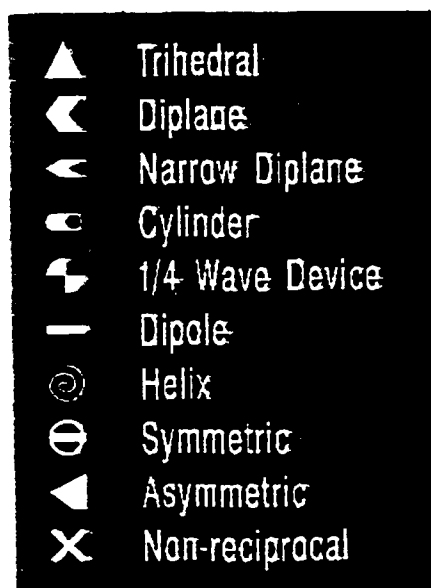 Trihedral
Diplane
Narrow Diplane
Cylinder
1/4 Wave Device
Dipole
Helix
Symmetric
Asymmetric
Non-reciprocal